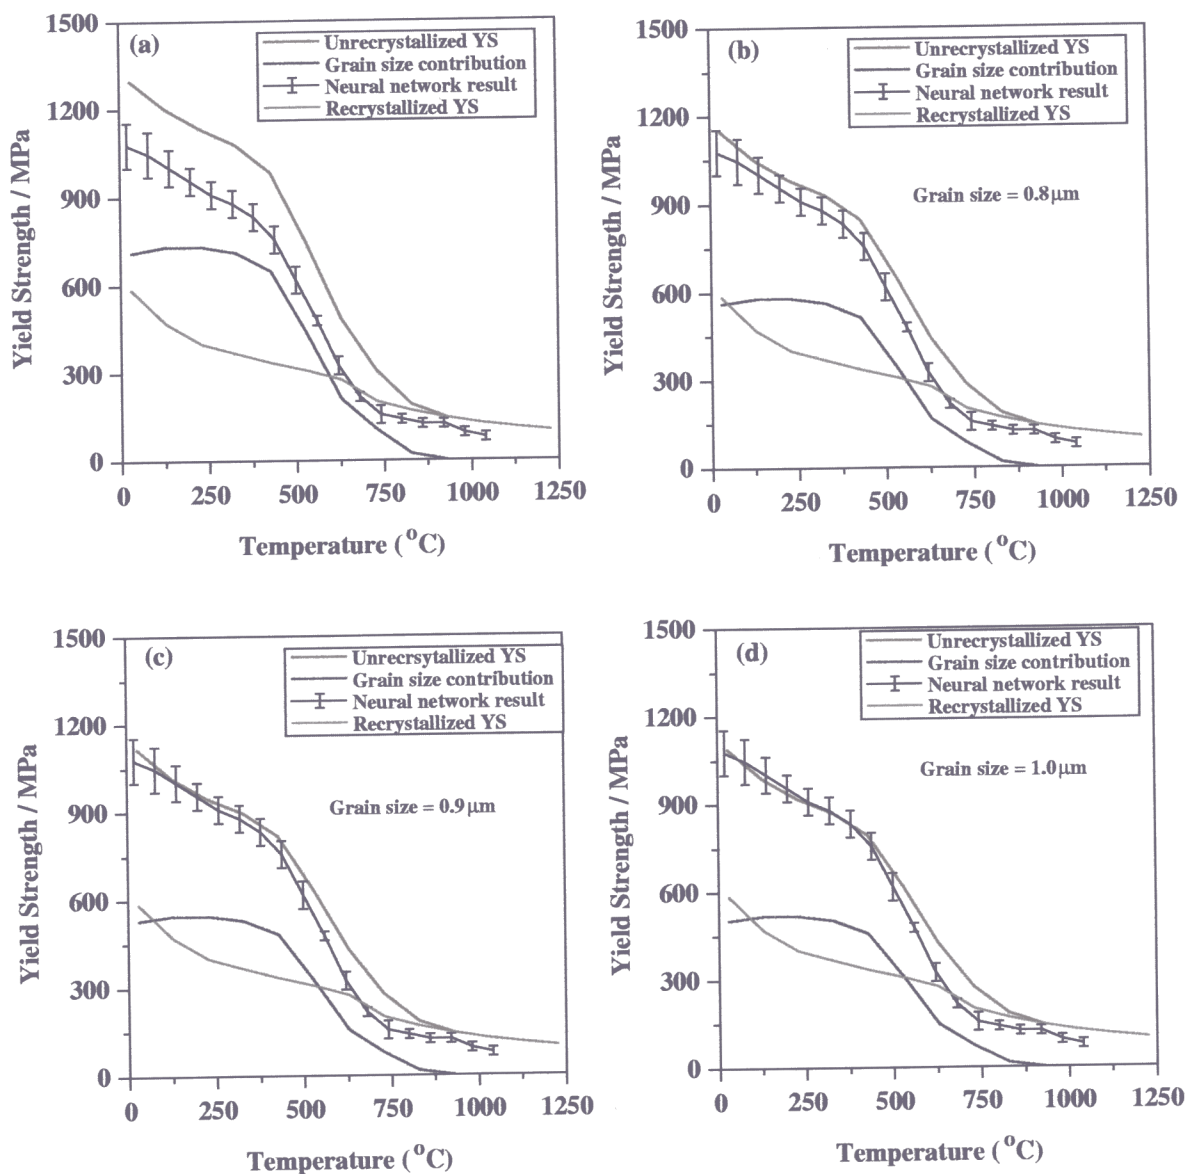 (a)
Unrecrystallized YS
Grain size contribution
Neural network result
Recrystallized YS
Yield Strength / MPa
1500
1200
900
600
300
0
0 250 500 750 1000 1250
Temperature (°C)
(b)
Unrecrystallized YS
Grain size contribution
Neural network result
Recrystallized YS
Grain size = 0.8μm
Yield Strength / MPa
1500
1200
900
600
300
0
0 250 500 750 1000 1250
Temperature (°C)
(c)
Unrecrsytallized YS
Grain size contribution
Neural network result
Recrystallized YS
Grain size = 0.9μm
Yield Strength / MPa
1500
1200
900
600
300
0
0 250 500 750 1000 1250
Temperature (°C)
(d)
Unrecrystallized YS
Grain size contribution
Neural network result
Recrystallized YS
Grain size = 1.0μm
Yield Strength / MPa
1500
1200
900
600
300
0
0 250 500 750 1000 1250
Temperature (°C)